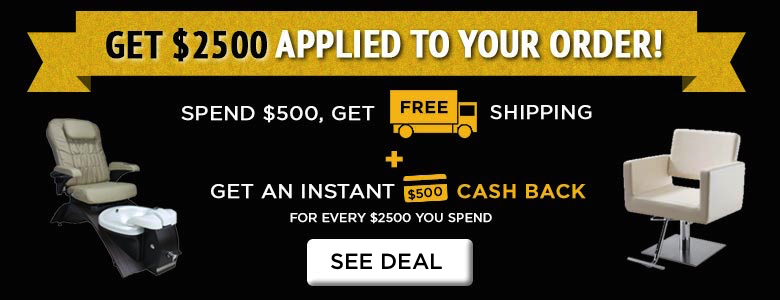 GET $2500 APPLIED TO YOUR ORDER!
SPEND $500, GET FREE SHIPPING
+
GET AN INSTANT $500 CASH BACK
FOR EVERY $2500 YOU SPEND
SEE DEAL